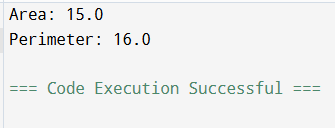 Area: 15.0
Perimeter: 16.0
=== Code Execution Successful ===